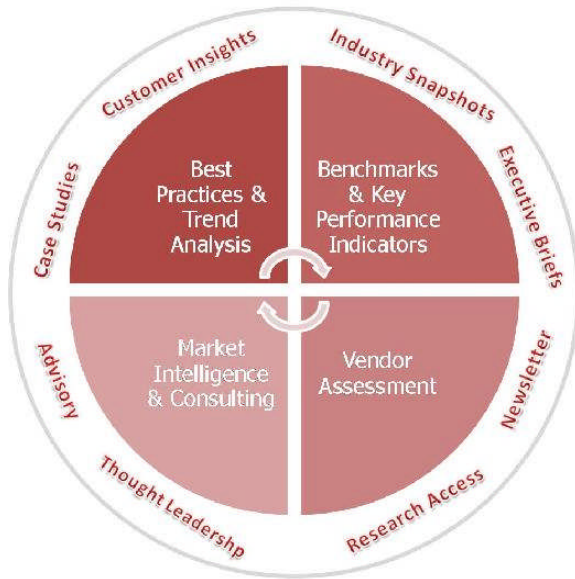 Customer Insights
Industry Snapshots
Case Studies
Executive Briefs
Best
Practices &
Trend
Analysis
Benchmarks
& Key
Performance
Indicators
Market
Intelligence
& Consulting
Vendor
Assessment
Advisory
Newsletter
Thought Leadershp
Research Access